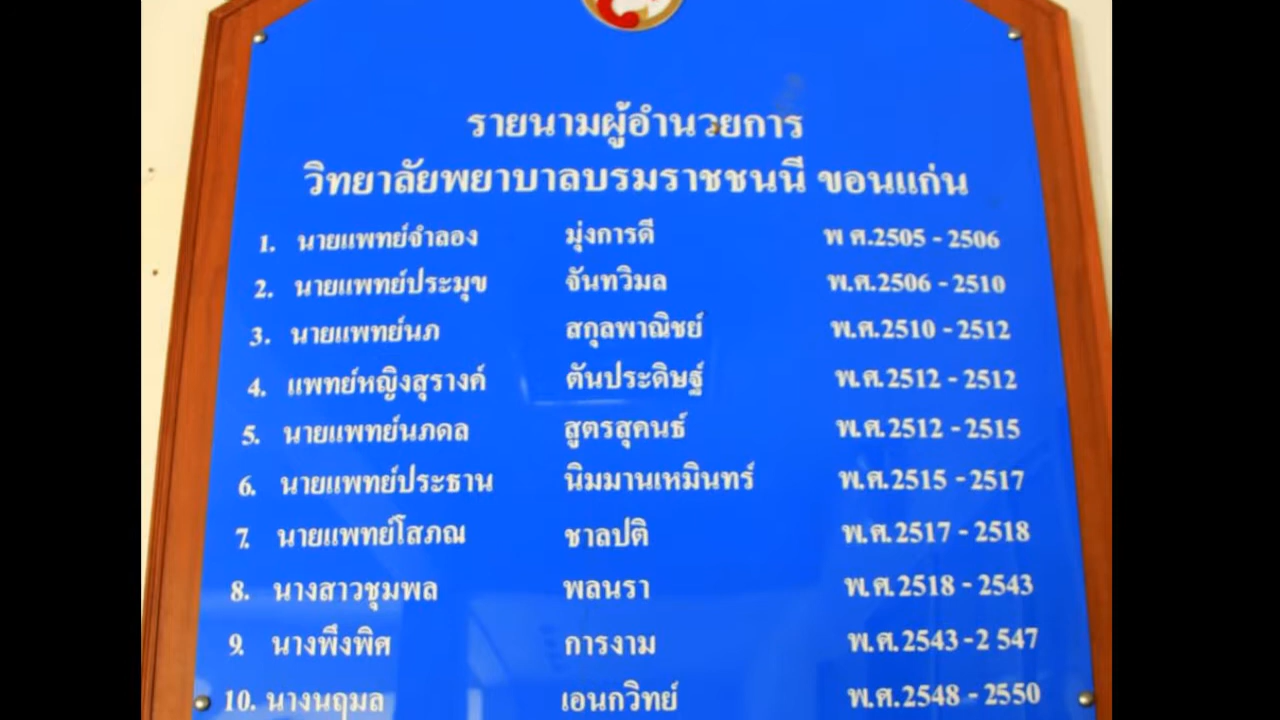 รายนามผู้อำนวยการ
วิทยาลัยพยาบาลบรมราชชนนี ขอนแก่น
1. นายแพทย์จำลอง มุ่งการดี พ ศ.2505 - 2506
2. นายแพทย์ประมุข จันทวิมล พ.ศ.2506 - 2510
3. นายแพทย์นภ สกุลพาณิชย์ พ.ศ.2510 - 2512
4. แพทย์หญิงสุรางค์ ตันประดิษฐ์ พ.ศ.2512 - 2512
5. นายแพทย์นภดล สูตรสุคนธ์ พ.ศ.2512 - 2515
6. นายแพทย์ประธาน นิมมานเหมินทร์ พ.ศ.2515 - 2517
7. นายแพทย์โสภณ ชาลปติ พ.ศ.2517 - 2518
8. นางสาวชุมพล พลนรา พ.ศ.2518 - 2543
9. นางพึงพิศ การงาม พ.ศ.2543 -2 547
10. นางนฤมล เอนกวิทย์ พ.ศ.2548 - 2550